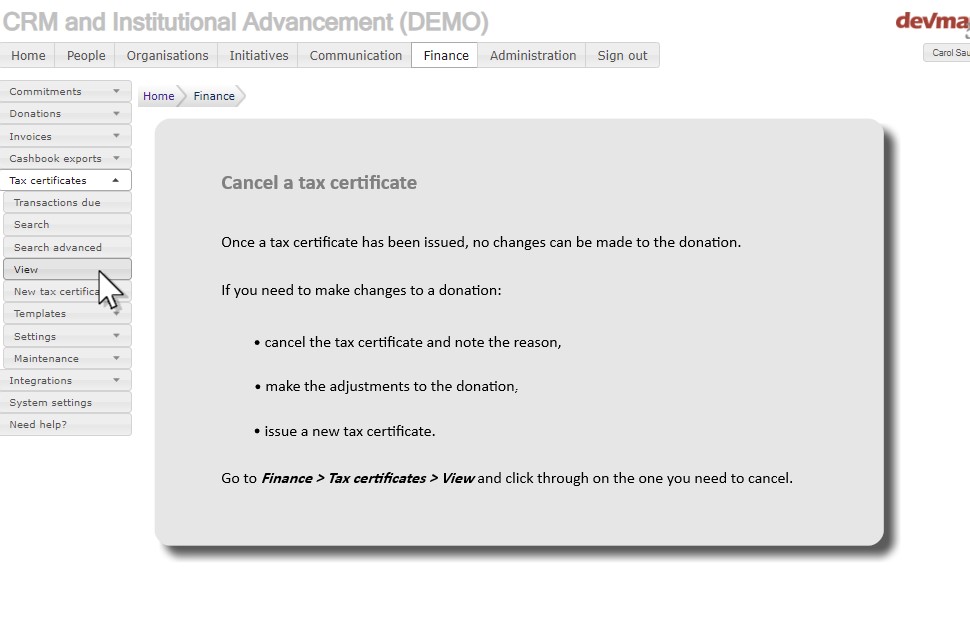 CRM and Institutional Advancement (DEMO)
devma
Home People Organisations Initiatives Communication Finance Administration Sign out
Carol Sau
Commitments
Donations
Invoices
Cashbook exports
Tax certificates
Transactions due
Search
Search advanced
View
New tax certifica
Templates
Settings
Maintenance
Integrations
System settings
Need help?
Home Finance
Cancel a tax certificate
Once a tax certificate has been issued, no changes can be made to the donation.
If you need to make changes to a donation:
• cancel the tax certificate and note the reason,
• make the adjustments to the donation,
• issue a new tax certificate.
Go to Finance > Tax certificates > View and click through on the one you need to cancel.